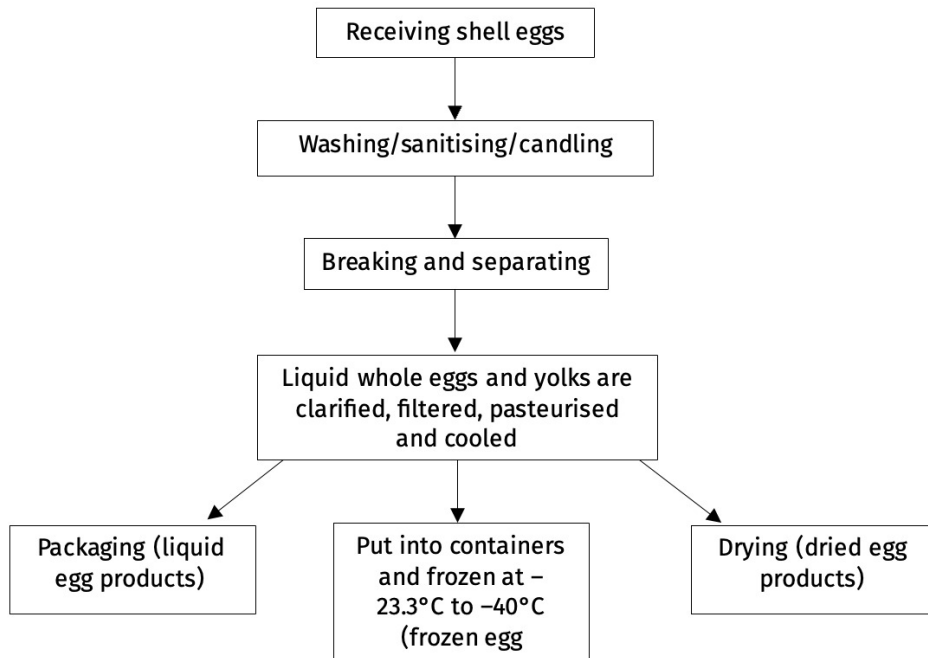 Receiving shell eggs
Washing/sanitising/candling
Breaking and separating
Liquid whole eggs and yolks are
clarified, filtered, pasteurised
and cooled
Packaging (liquid
egg products)
Put into containers
and frozen at –
23.3°C to –40°C
(frozen egg
Drying (dried egg
products)